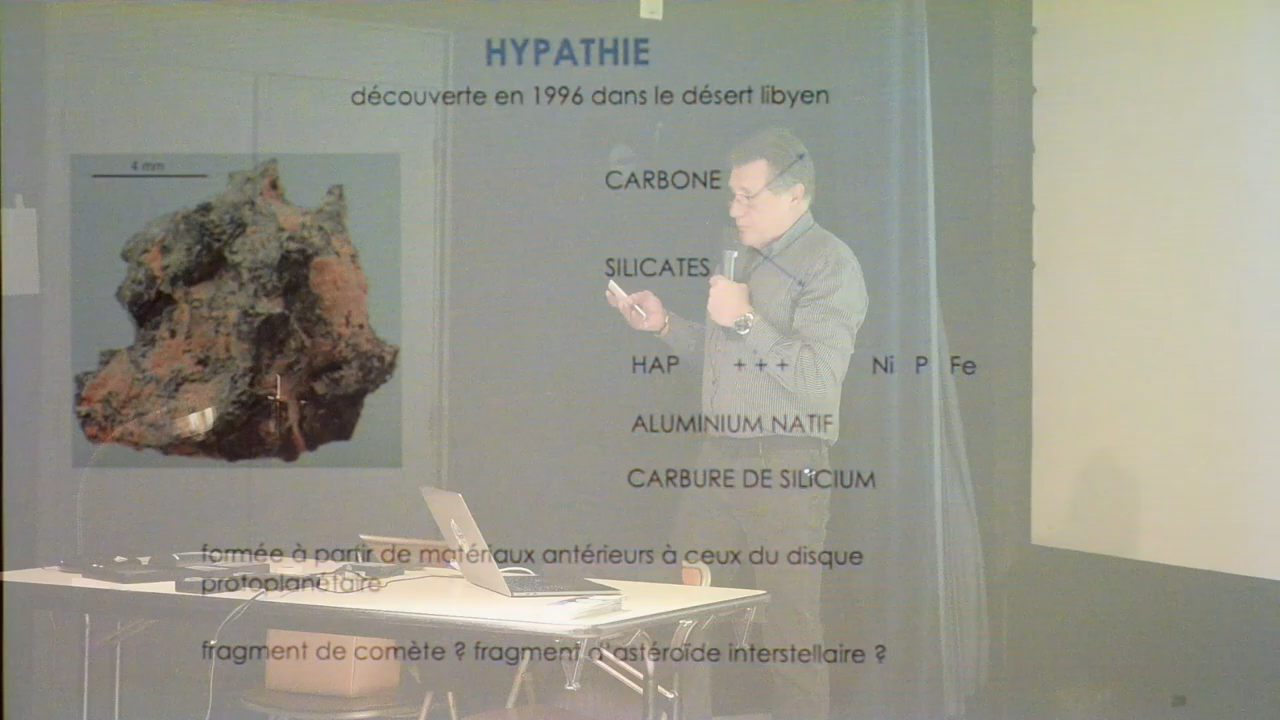 HYPATHIE
découverte en 1996 dans le désert libyen
4 mm
CARBONE
SILICATES
HAP + + + Ni P Fe
ALUMINIUM NATIF
CARBURE DE SILICIUM
formée à partir de matériaux antérieurs à ceux du disque
protoplanétaire
fragment de comète ? fragment d'astéroïde interstellaire ?